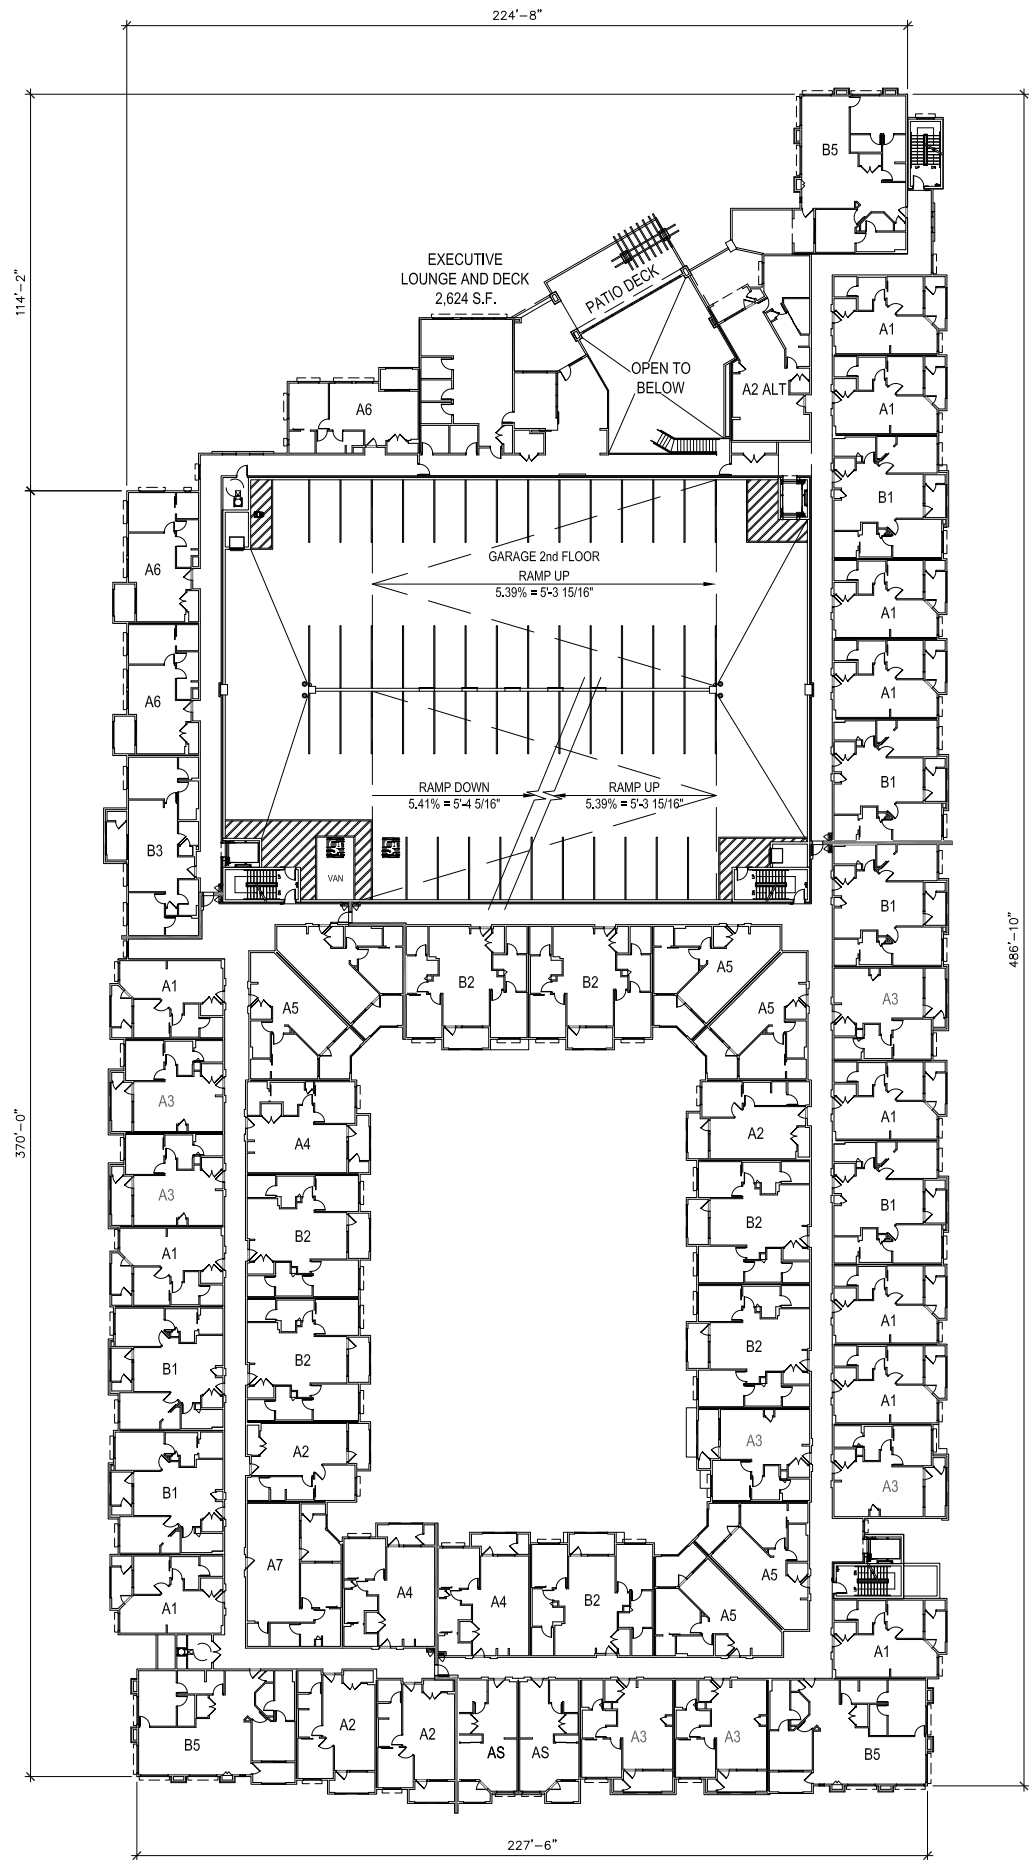 224'-8"
B5
114'-2"
EXECUTIVE
LOUNGE AND DECK
2,624 S.F.
PATIO DECK
A1
OPEN TO
BELOW
A2 ALT
A6
A1
B1
GARAGE 2nd FLOOR
RAMP UP
5.39% = 5'-3 15/16"
A6
A1
A6
A1
B1
RAMP DOWN
5.41% = 5'-4 5/16"
RAMP UP
5.39% = 5'-3 15/16"
B3
VAN
B1
486'-10"
A5
B2
B2
A1
A5
A5
A3
A3
A4
A2
A1
370'-0"
A3
B2
B2
B1
A1
A1
B1
B2
B2
A1
A2
A3
B1
A3
A7
A4
A4
B2
A5
A5
A1
A1
B5
A2
A2
AS
AS
A3
A3
B5
227'-6"